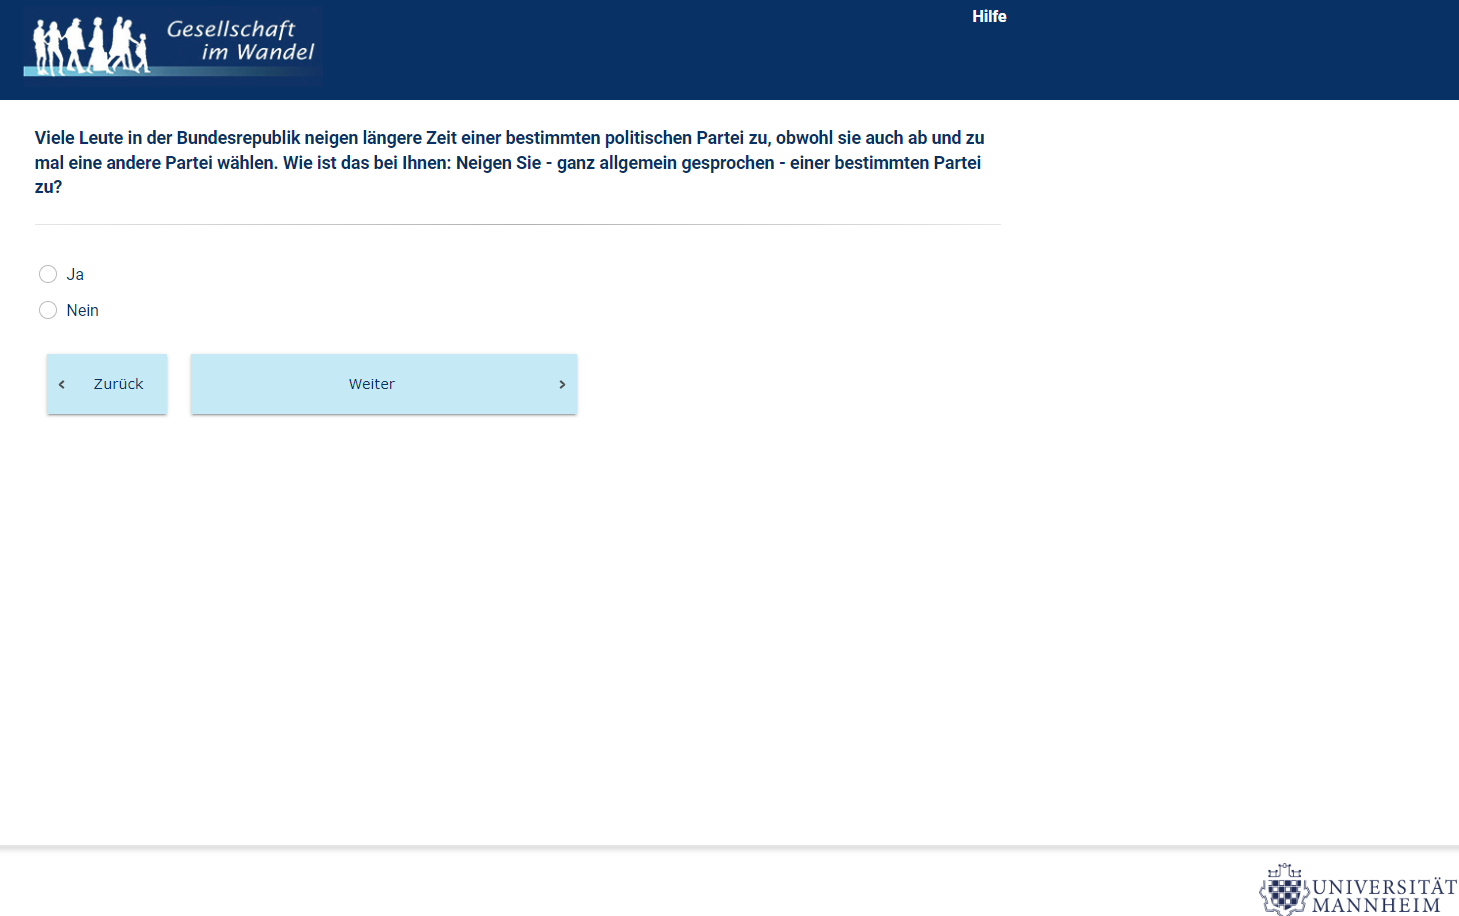 Gesellschaft
im Wandel
Hilfe
Viele Leute in der Bundesrepublik neigen längere Zeit einer bestimmten politischen Partei zu, obwohl sie auch ab und zu
mal eine andere Partei wählen. Wie ist das bei Ihnen: Neigen Sie - ganz allgemein gesprochen - einer bestimmten Partei
zu?
Ja
Nein
Zurück
Weiter
UNIVERSITÄT
MANNHEIM